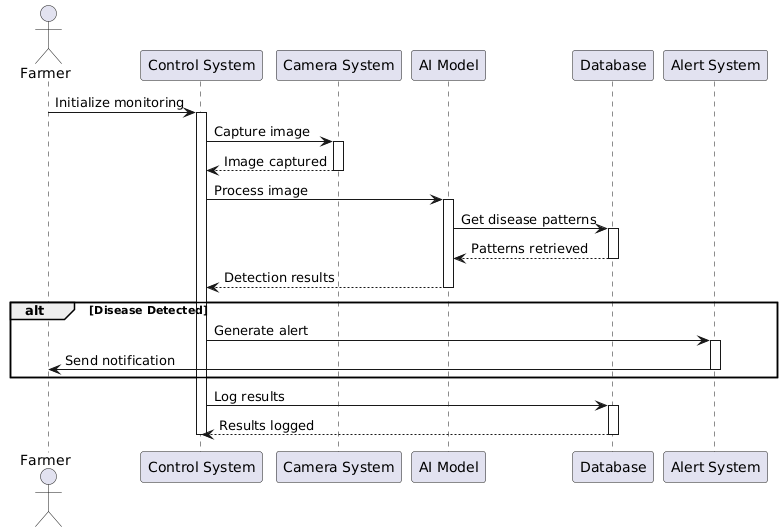 Farmer
Control System
Camera System
AI Model
Database
Alert System
Initialize monitoring
Capture image
Image captured
Process image
Get disease patterns
Patterns retrieved
Detection results
alt
[Disease Detected]
Generate alert
Send notification
Log results
Results logged
Farmer
Control System
Camera System
AI Model
Database
Alert System